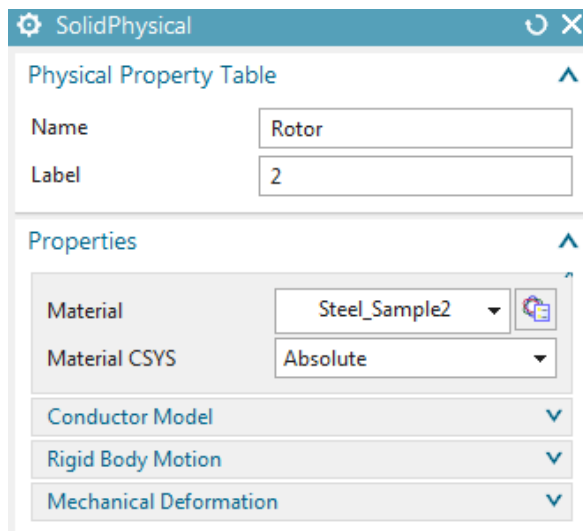 SolidPhysical
Physical Property Table
Name Rotor
Label 2
Properties
Material Steel_Sample2
Material CSYS Absolute
Conductor Model
Rigid Body Motion
Mechanical Deformation